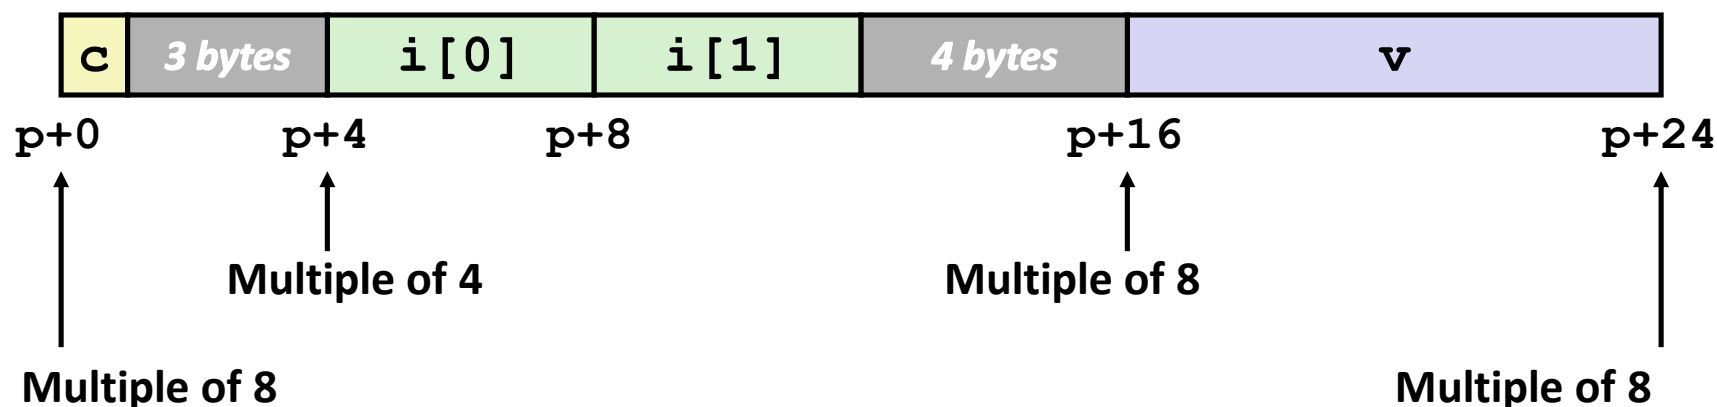 c 3 bytes i[0] i[1] 4 bytes v
p+0 p+4 p+8 p+16 p+24
Multiple of 4 Multiple of 8
Multiple of 8 Multiple of 8